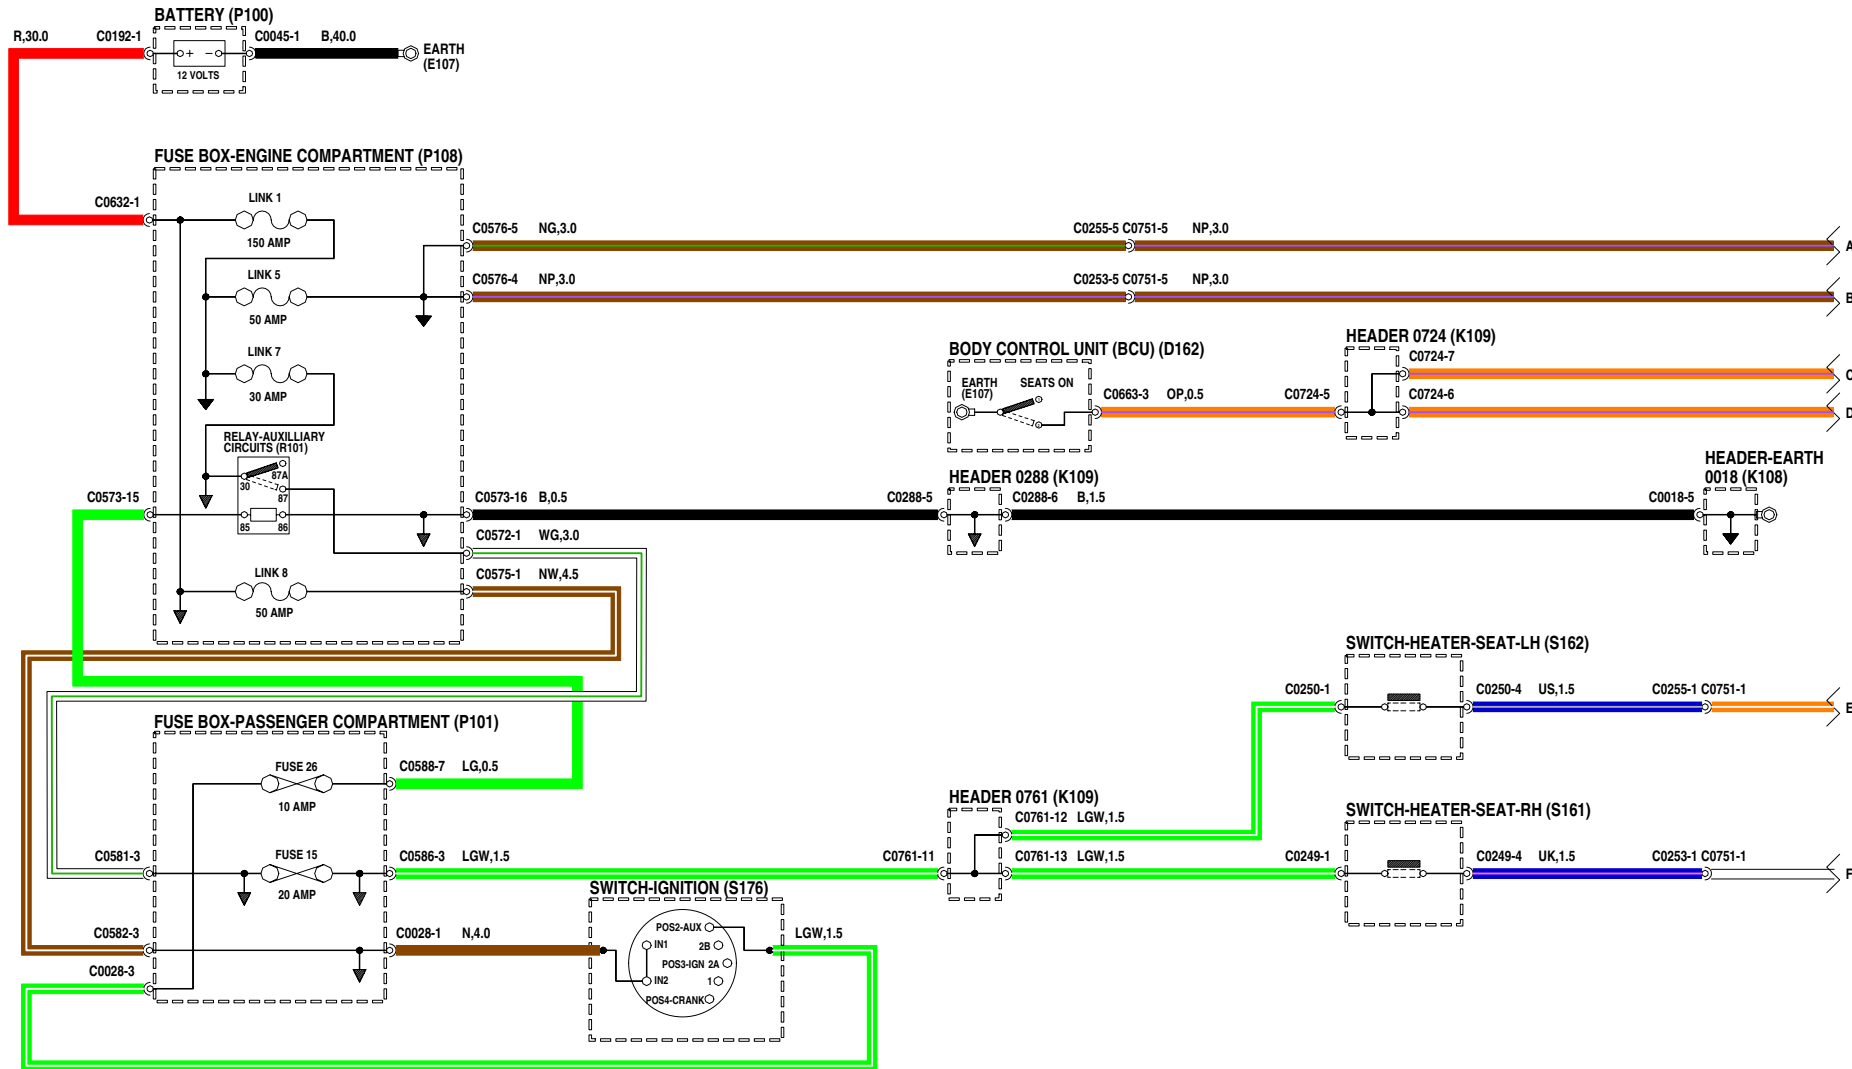 BATTERY (P100)
R,30.0 C0192-1 C0045-1 B,40.0
+ −
12 VOLTS
EARTH
(E107)
FUSE BOX-ENGINE COMPARTMENT (P108)
C0632-1
LINK 1
150 AMP
C0576-5 NG,3.0 C0255-5 C0751-5 NP,3.0
A
LINK 5
50 AMP
C0576-4 NP,3.0 C0253-5 C0751-5 NP,3.0
B
LINK 7
30 AMP
BODY CONTROL UNIT (BCU) (D162)
EARTH
(E107)
SEATS ON
C0663-3 OP,0.5 C0724-5
HEADER 0724 (K109)
C0724-7
C
C0724-6
D
RELAY-AUXILLIARY
CIRCUITS (R101)
87A
30
87
85 86
C0573-15
C0573-16 B,0.5 C0288-5
HEADER 0288 (K109)
C0288-6 B,1.5 C0018-5
HEADER-EARTH
0018 (K108)
C0572-1 WG,3.0
C0575-1 NW,4.5
LINK 8
50 AMP
FUSE BOX-PASSENGER COMPARTMENT (P101)
FUSE 26
10 AMP
C0588-7 LG,0.5
C0581-3
FUSE 15
20 AMP
C0586-3 LGW,1.5 C0761-11
HEADER 0761 (K109)
C0761-12 LGW,1.5 C0250-1
SWITCH-HEATER-SEAT-LH (S162)
C0250-4 US,1.5 C0255-1 C0751-1
E
C0761-13 LGW,1.5 C0249-1
SWITCH-HEATER-SEAT-RH (S161)
C0249-4 UK,1.5 C0253-1 C0751-1
F
C0582-3
C0028-1 N,4.0
C0028-3
SWITCH-IGNITION (S176)
POS2-AUX
IN1 2B
POS3-IGN 2A
IN2 1
POS4-CRANK
LGW,1.5